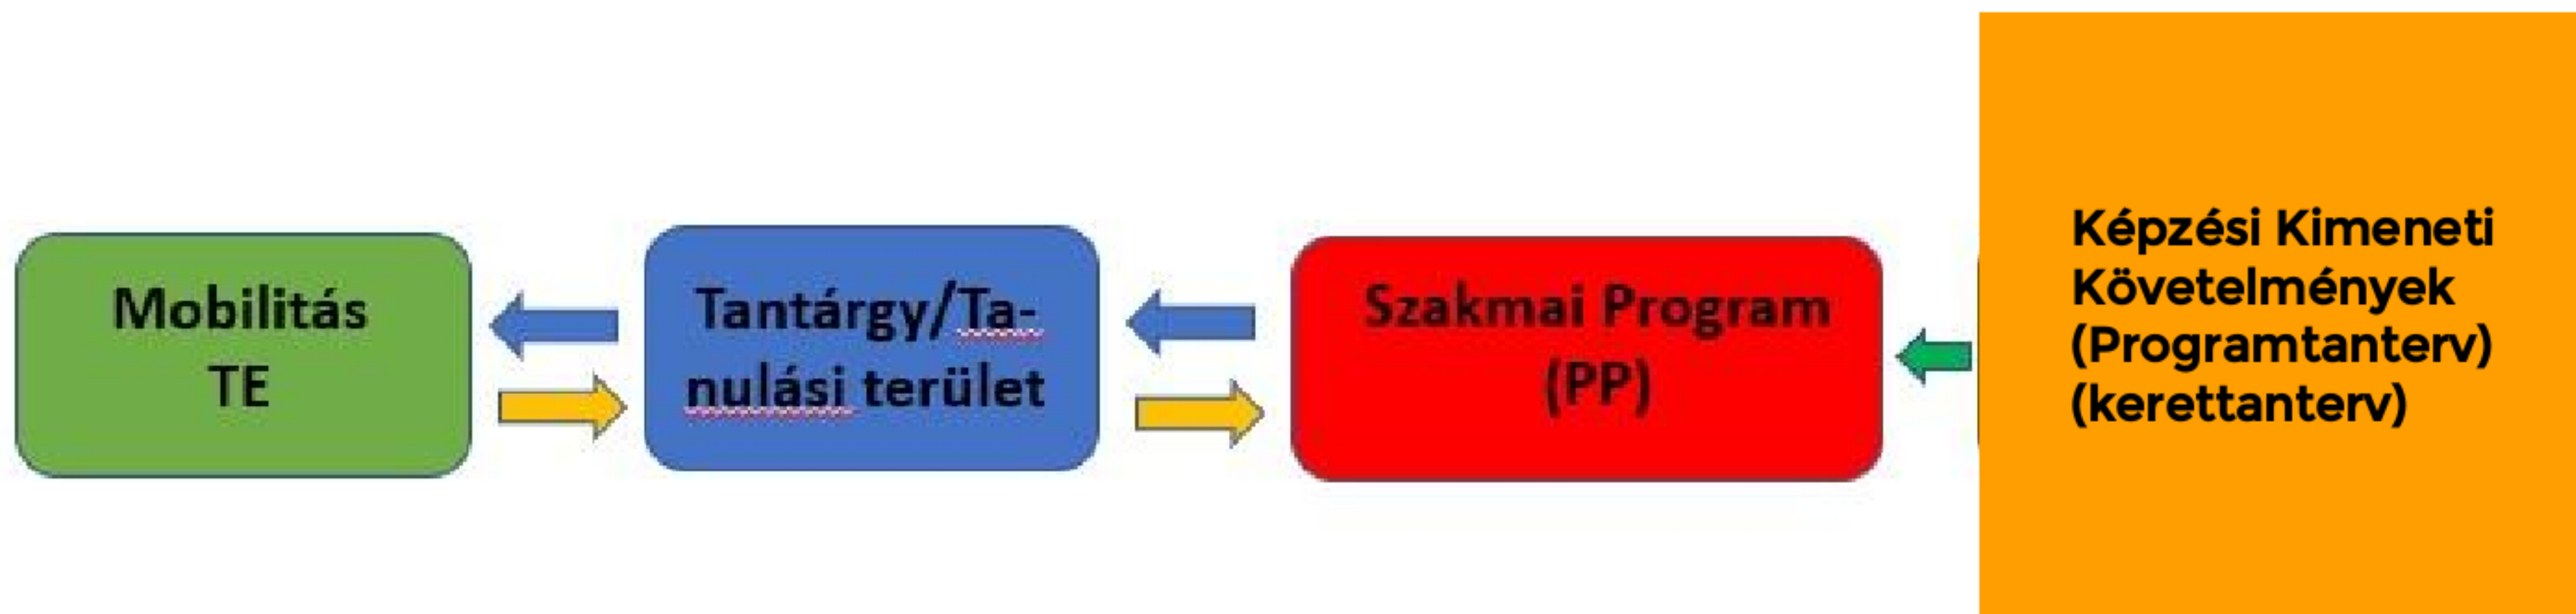 Mobilitás
TE
Tantárgy/Ta-
nulási terület
Szakmai Program
(PP)
Képzési Kimeneti
Követelmények
(Programtanterv)
(kerettanterv)